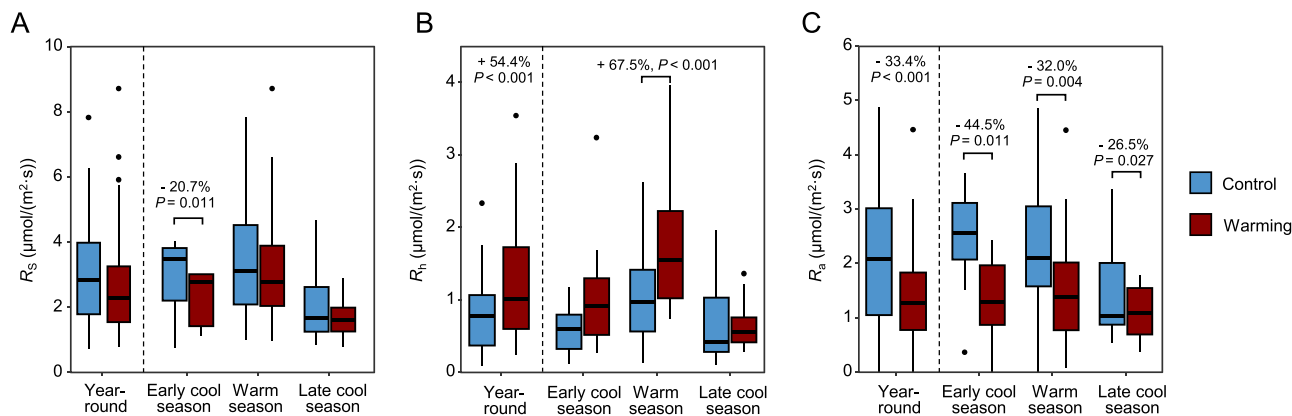 A
R_S (μmol/(m²·s))
10
8
6
4
2
0
- 20.7%
P = 0.011
Year-
round
Early cool
season
Warm
season
Late cool
season
B
R_h (μmol/(m²·s))
4
3
2
1
0
+ 54.4%
P < 0.001
+ 67.5%, P < 0.001
Year-
round
Early cool
season
Warm
season
Late cool
season
C
R_a (μmol/(m²·s))
6
5
4
3
2
1
0
- 33.4%
P < 0.001
- 44.5%
P = 0.011
- 32.0%
P = 0.004
- 26.5%
P = 0.027
Year-
round
Early cool
season
Warm
season
Late cool
season
Control
Warming